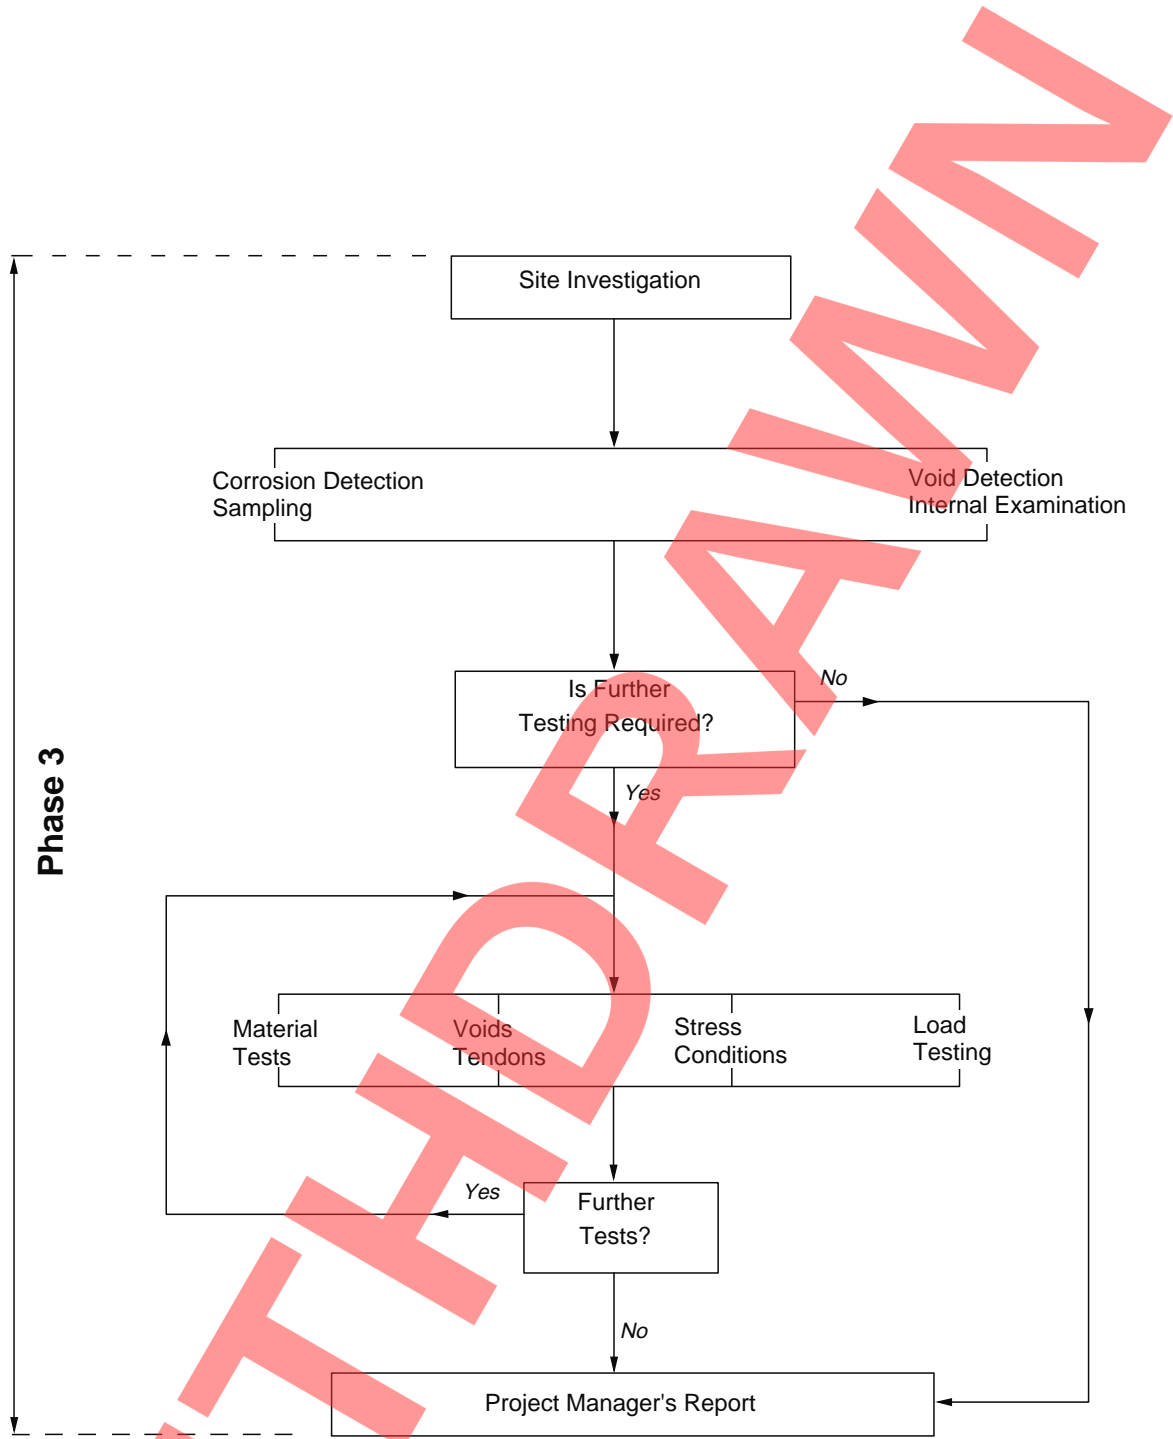 Site Investigation
Corrosion Detection
Sampling
Void Detection
Internal Examination
Is Further
Testing Required?
No
Yes
Phase 3
Material
Tests
Voids
Tendons
Stress
Conditions
Load
Testing
Yes
Further
Tests?
No
Project Manager's Report
THDRAWN